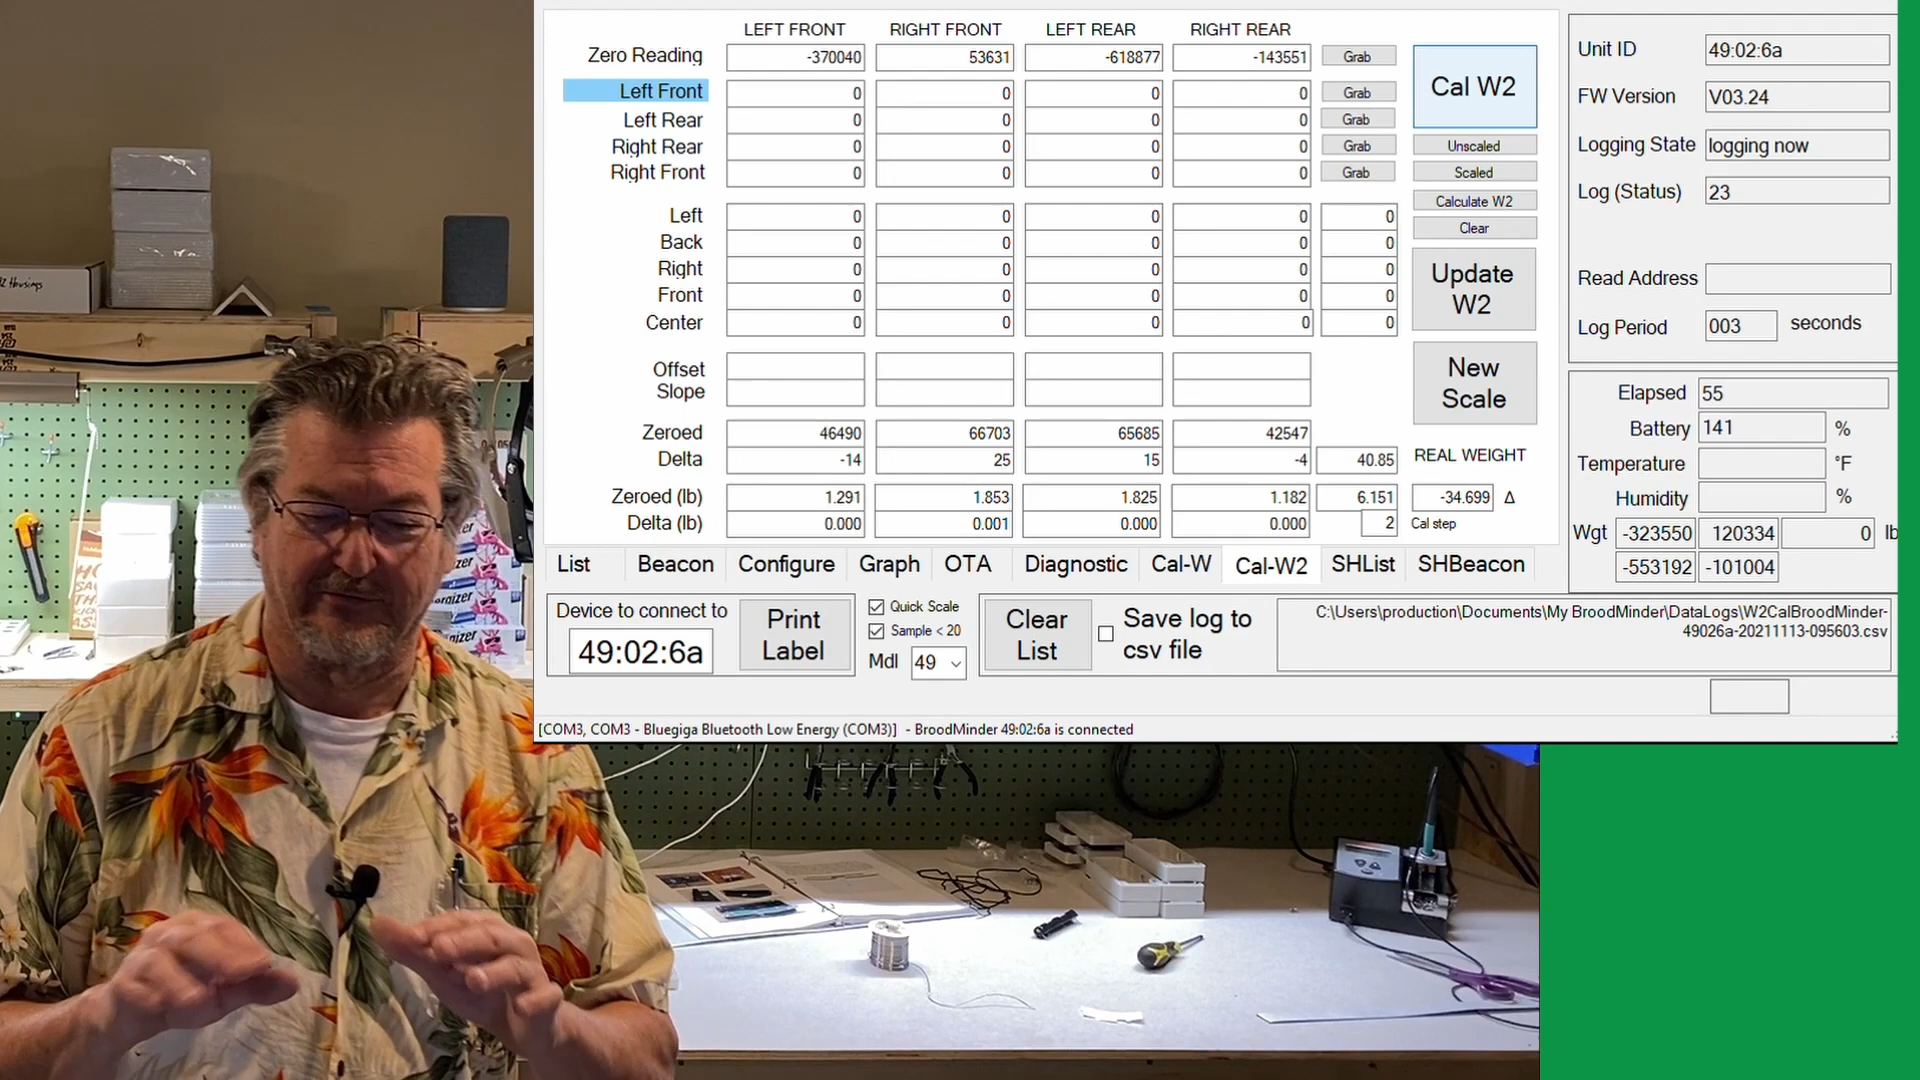 LEFT FRONT RIGHT FRONT LEFT REAR RIGHT REAR
Zero Reading -370040 53631 -618877 -143551 Grab
Left Front 0 0 0 0 Grab
Left Rear 0 0 0 0 Grab
Right Rear 0 0 0 0 Grab
Right Front 0 0 0 0 Grab
Left 0 0 0 0 0
Back 0 0 0 0 0
Right 0 0 0 0 0
Front 0 0 0 0 0
Center 0 0 0 0 0
Offset
Slope
Zeroed 46490 66703 65685 42547
Delta -14 25 15 -4 40.85
Zeroed (lb) 1.291 1.853 1.825 1.182 6.151
Delta (lb) 0.000 0.001 0.000 0.000 2
Cal W2
Unscaled
Scaled
Calculate W2
Clear
Update
W2
New
Scale
REAL WEIGHT
-34.699 Δ
Cal step
Unit ID 49:02:6a
FW Version V03.24
Logging State logging now
Log (Status) 23
Read Address
Log Period 003 seconds
Elapsed 55
Battery 141 %
Temperature °F
Humidity %
Wgt -323550 120334 0 lb
-553192 -101004
List Beacon Configure Graph OTA Diagnostic Cal-W Cal-W2 SHList SHBeacon
Device to connect to
49:02:6a
Print
Label
Quick Scale
Sample < 20
Mdl 49
Clear
List
Save log to
csv file
C:\Users\production\Documents\My BroodMinder\DataLogs\W2CalBroodMinder-
49026a-20211113-095603.csv
[COM3, COM3 - Bluegiga Bluetooth Low Energy (COM3)] - BroodMinder 49:02:6a is connected
Housings